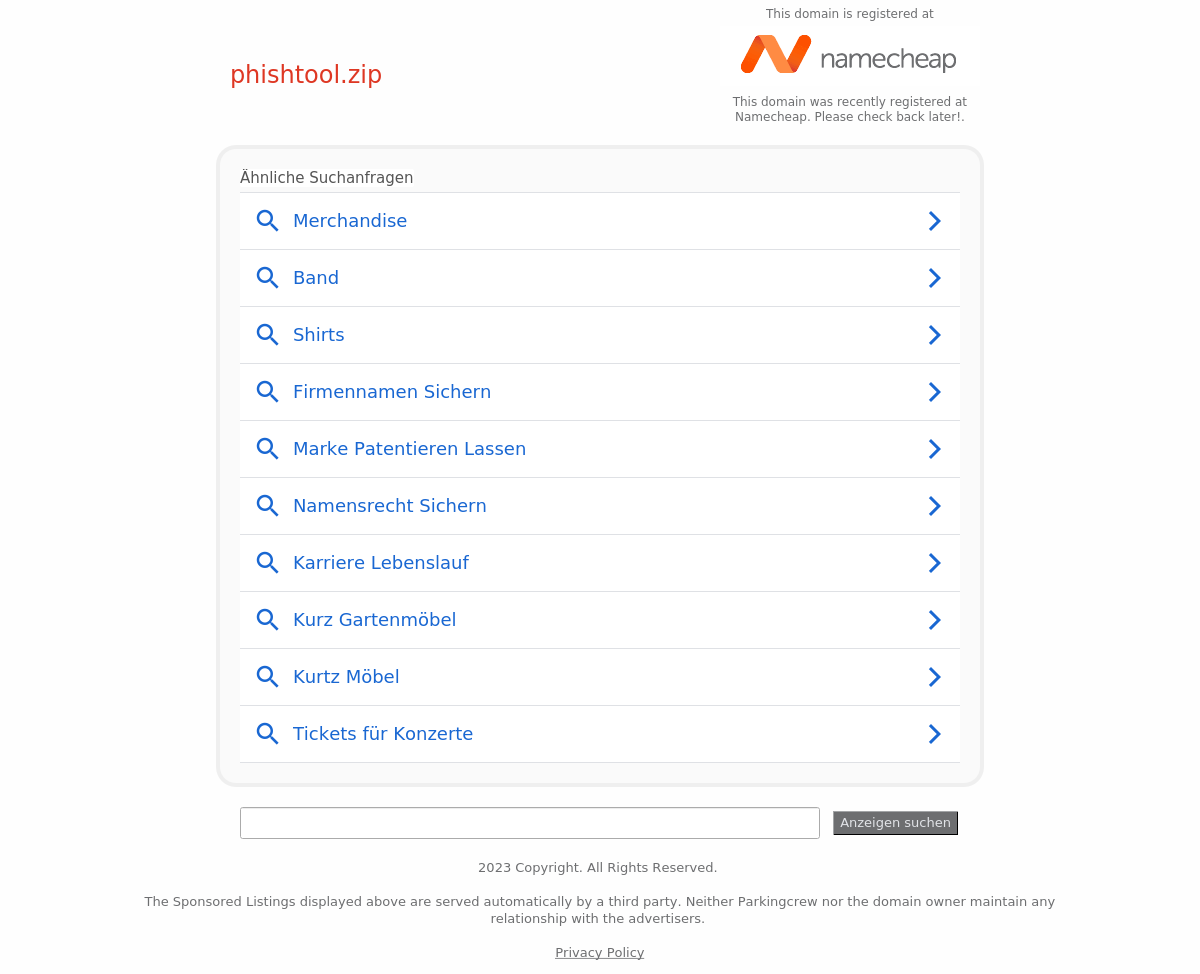 This domain is registered at
namecheap
phishtool.zip
This domain was recently registered at
Namecheap. Please check back later!.
Ähnliche Suchanfragen
Merchandise
Band
Shirts
Firmennamen Sichern
Marke Patentieren Lassen
Namensrecht Sichern
Karriere Lebenslauf
Kurz Gartenmöbel
Kurtz Möbel
Tickets für Konzerte
Anzeigen suchen
2023 Copyright. All Rights Reserved.
The Sponsored Listings displayed above are served automatically by a third party. Neither Parkingcrew nor the domain owner maintain any
relationship with the advertisers.
Privacy Policy